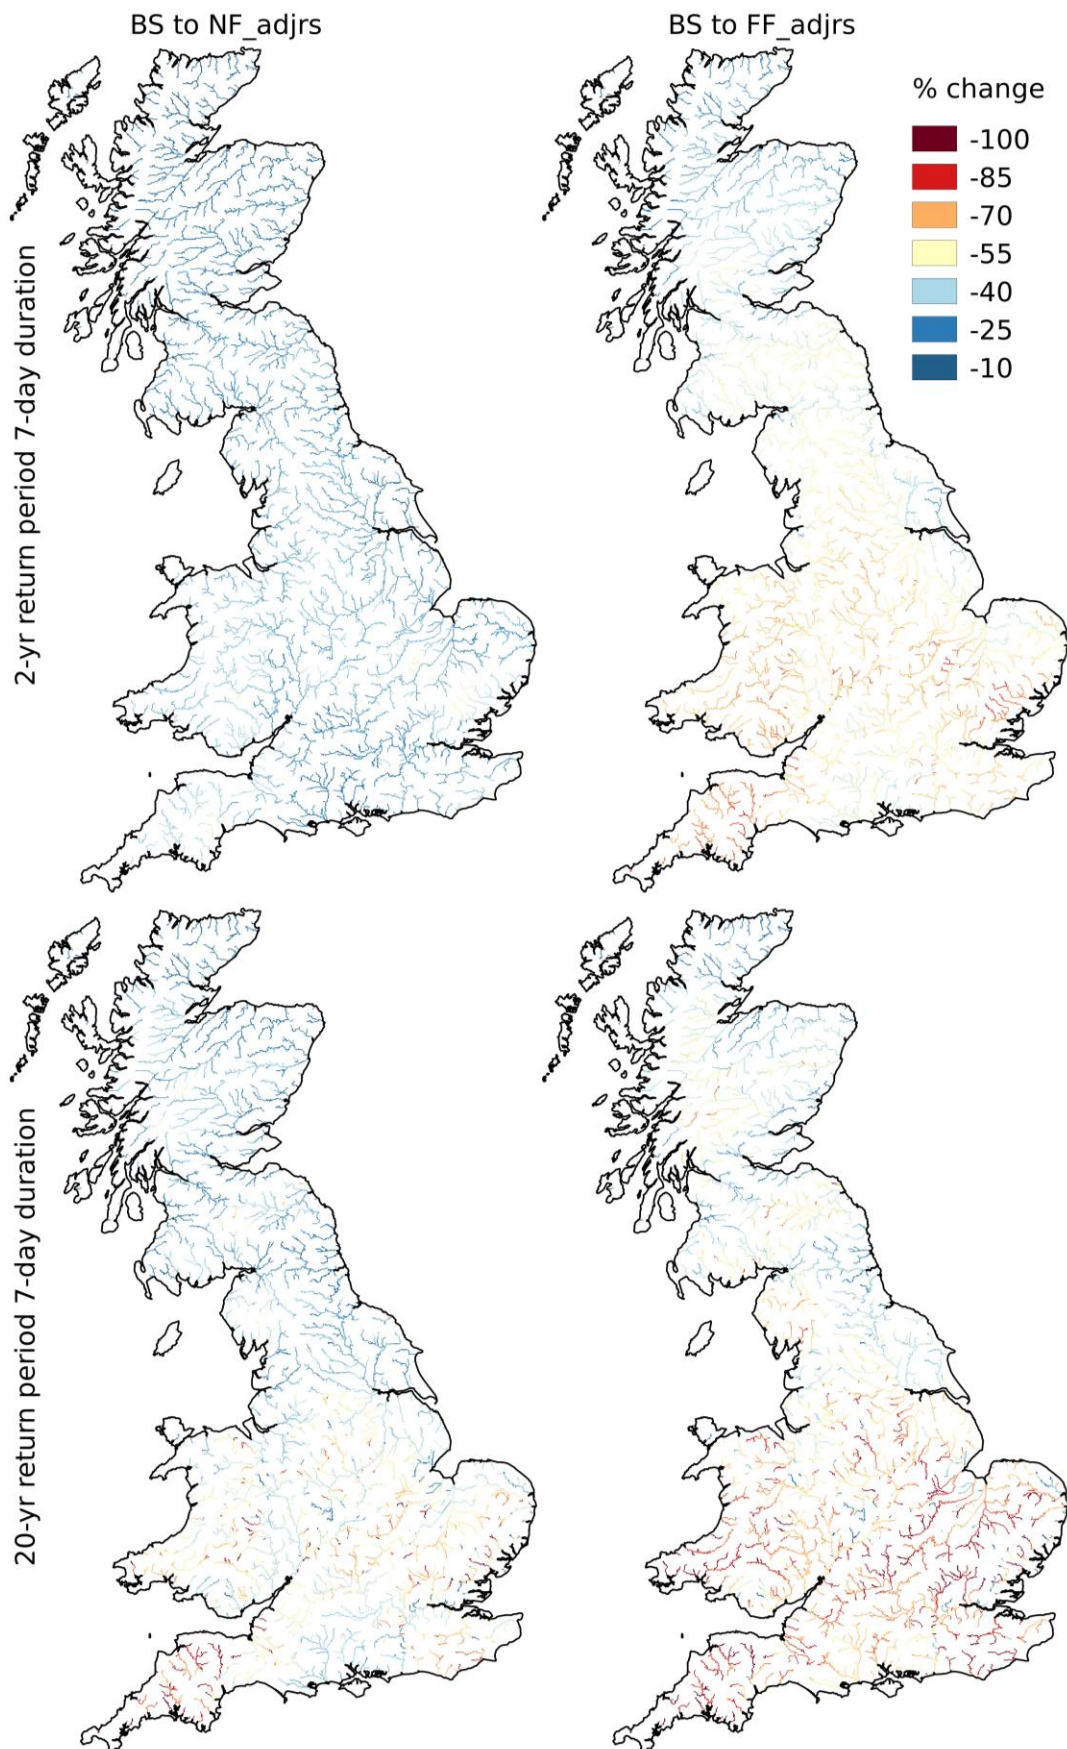 BS to NF_adjrs
BS to FF_adjrs
% change
-100
-85
-70
-55
-40
-25
-10
2-yr return period 7-day duration
20-yr return period 7-day duration